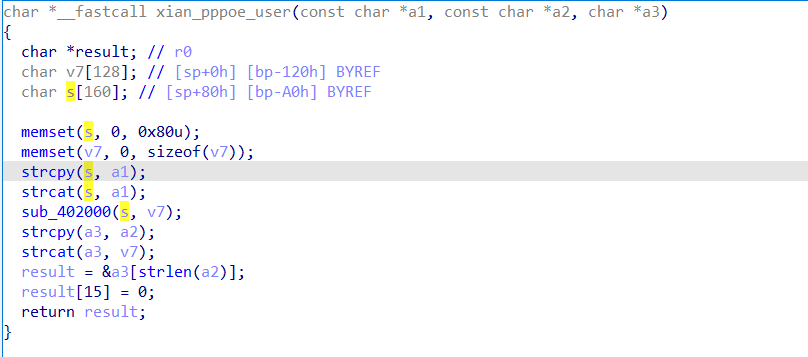 char *__fastcall xian_pppoe_user(const char *a1, const char *a2, char *a3)
{
  char *result; // r0
  char v7[128]; // [sp+0h] [bp-120h] BYREF
  char s[160]; // [sp+80h] [bp-A0h] BYREF

  memset(s, 0, 0x80u);
  memset(v7, 0, sizeof(v7));
  strcpy(s, a1);
  strcat(s, a1);
  sub_402000(s, v7);
  strcpy(a3, a2);
  strcat(a3, v7);
  result = &a3[strlen(a2)];
  result[15] = 0;
  return result;
}